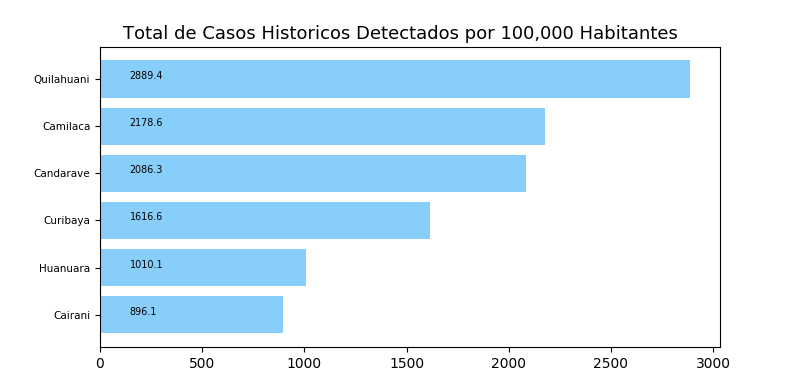 Total de Casos Historicos Detectados por 100,000 Habitantes
Quilahuani 2889.4
Camilaca 2178.6
Candarave 2086.3
Curibaya 1616.6
Huanuara 1010.1
Cairani 896.1
0 500 1000 1500 2000 2500 3000